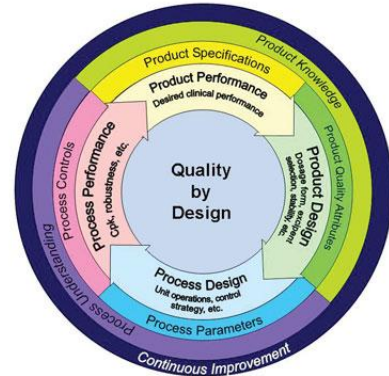 Product Knowledge
Product Specifications
Product Performance
Desired clinical performance
Product Quality Attributes
Product Design
Dosage form, excipient
selection, stability, etc.
Quality
by
Design
Process Performance
Cpk, robustness, etc.
Process Controls
Process Understanding
Process Design
Unit operations, control
strategy, etc.
Process Parameters
Continuous Improvement